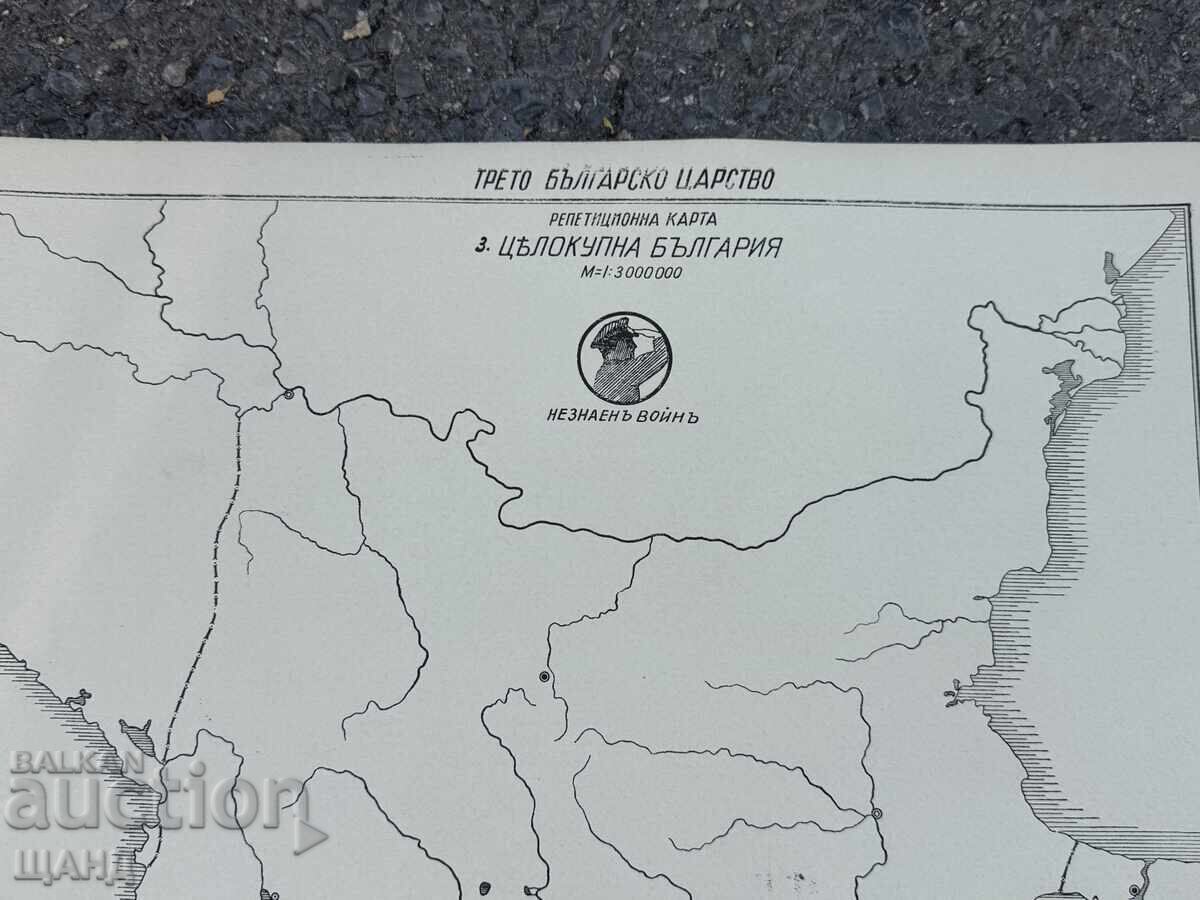 ТРЕТО БЪЛГАРСКО ЦАРСТВО
РЕПЕТИЦИОННА КАРТА
3. ЦѢЛОКУПНА БЪЛГАРИЯ
М=1:3000000
НЕЗНАЕНЪ ВОЙНЪ
BALKAN
auction
ЩАНД